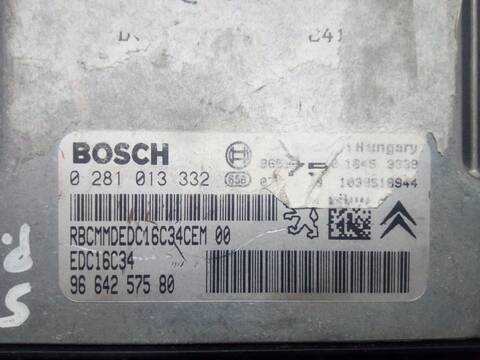 BOSCH
0 281 013 332
Hungary
1039S18944
RBCMMDEDC16C34CEM 00
EDC16C34
96 642 575 80